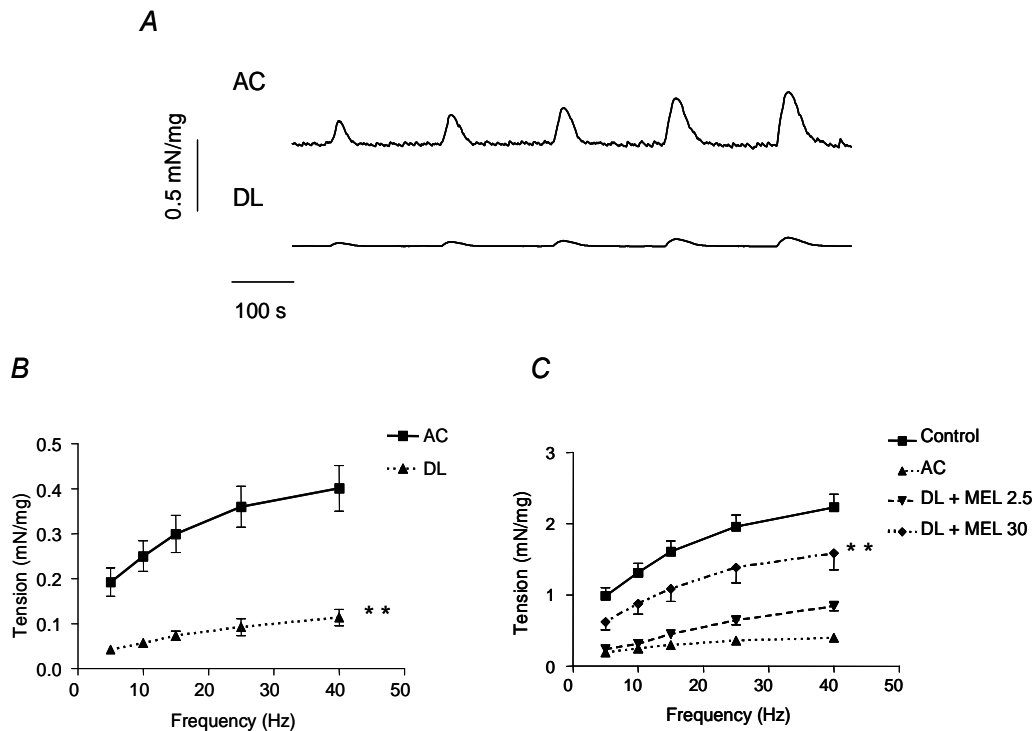 A
AC
0.5 mN/mg
DL
100 s
B
AC
DL
0.5
0.4
0.3
0.2
0.1
0.0
Tension (mN/mg)
* *
0 10 20 30 40 50
Frequency (Hz)
C
Control
AC
DL + MEL 2.5
DL + MEL 30
3
2
1
0
Tension (mN/mg)
* *
0 10 20 30 40 50
Frequency (Hz)